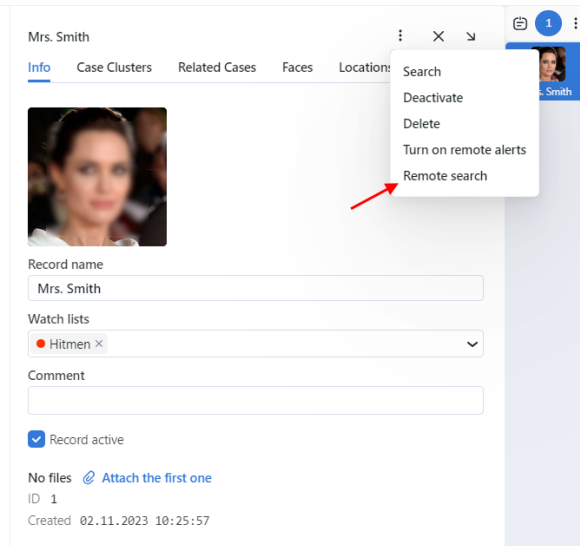 Mrs. Smith
1
Info Case Clusters Related Cases Faces Locations
Search
Deactivate
Delete
Turn on remote alerts
Remote search
s. Smith
Record name
Mrs. Smith
Watch lists
Hitmen ×
Comment
Record active
No files Attach the first one
ID 1
Created 02.11.2023 10:25:57